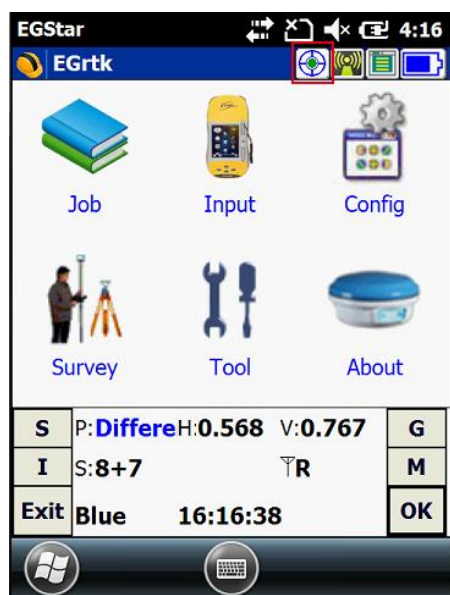 EGStar 4:16
EGrtk
Job Input Config
Survey Tool About
S P:DiffereH:0.568 V:0.767 G
I S:8+7 R M
Exit Blue 16:16:38 OK